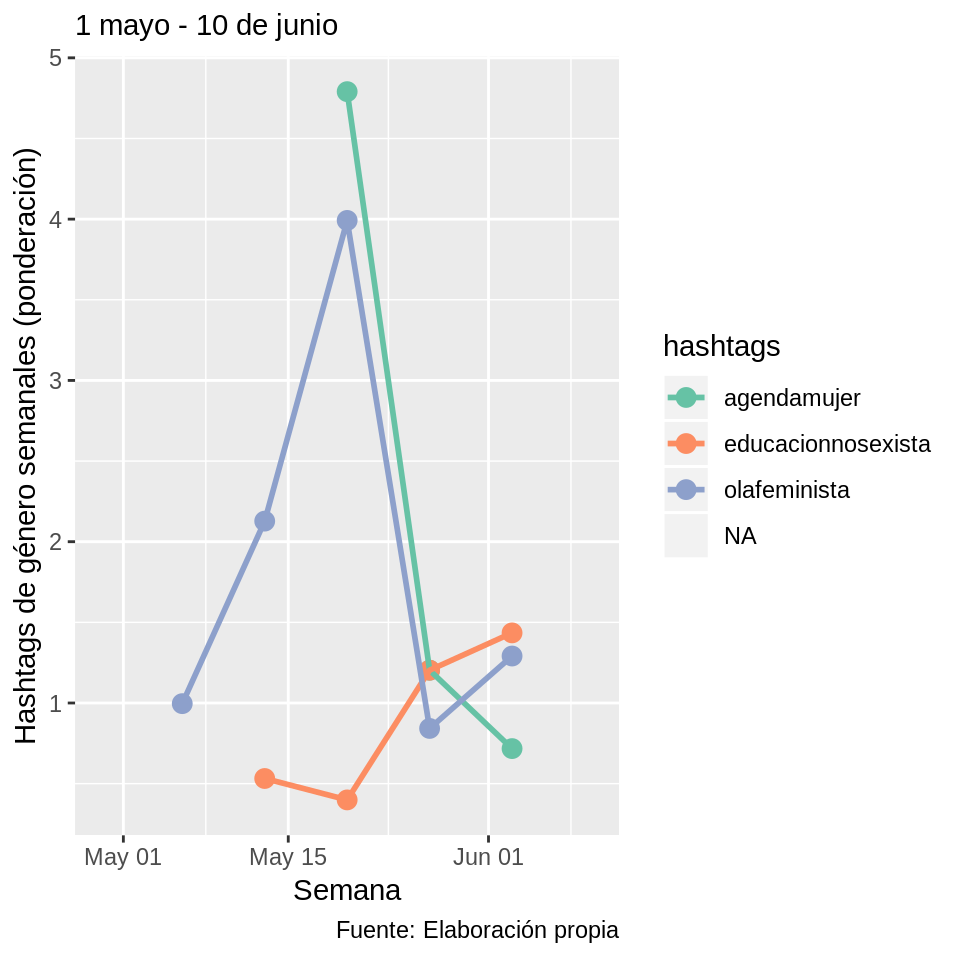 1 mayo - 10 de junio
Hashtags de género semanales (ponderación)
5
4
3
2
1
May 01
May 15
Jun 01
Semana
Fuente: Elaboración propia
hashtags
agendamujer
educacionnosexista
olafeminista
NA